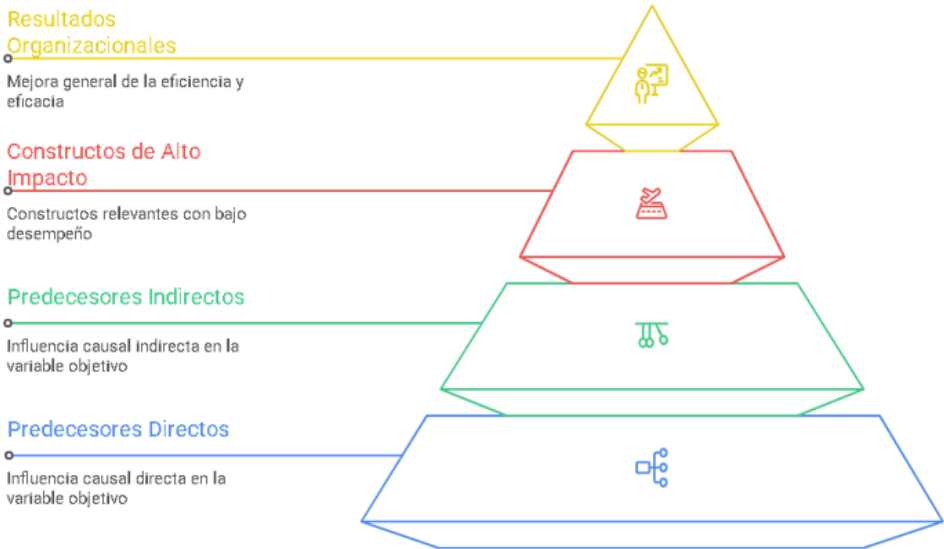 Resultados
Organizacionales
Mejora general de la eficiencia y
eficacia
Constructos de Alto
Impacto
Constructos relevantes con bajo
desempeño
Predecesores Indirectos
Influencia causal indirecta en la
variable objetivo
Predecesores Directos
Influencia causal directa en la
variable objetivo